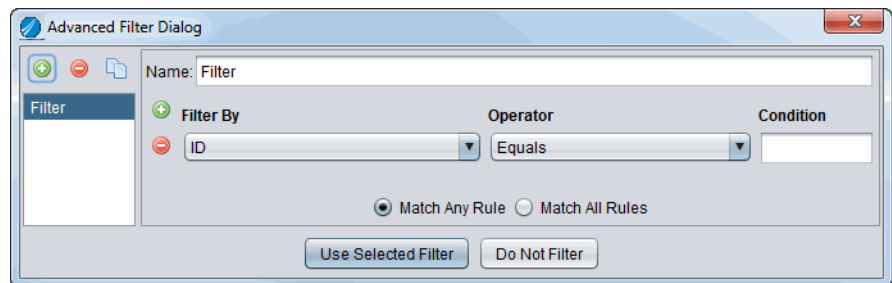 Advanced Filter Dialog
Name: Filter
Filter
Filter By Operator Condition
ID Equals
Match Any Rule Match All Rules
Use Selected Filter Do Not Filter